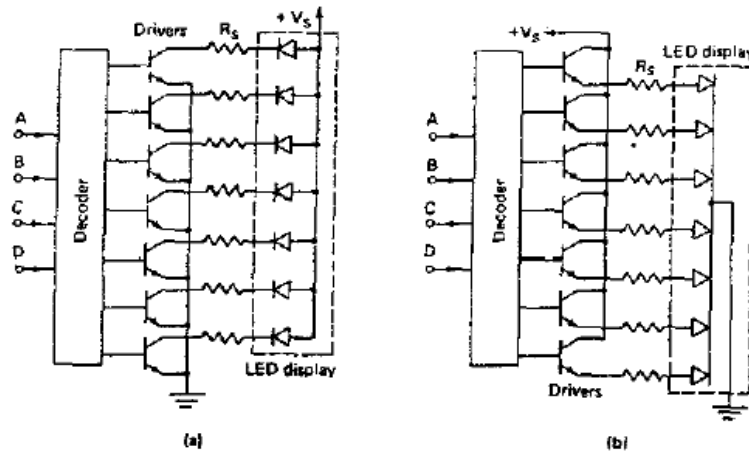 Drivers
R_S
+ V_S
A
B
C
D
Decoder
LED display
(a)
+V_S
LED display
R_S
A
B
C
D
Decoder
Drivers
(b)